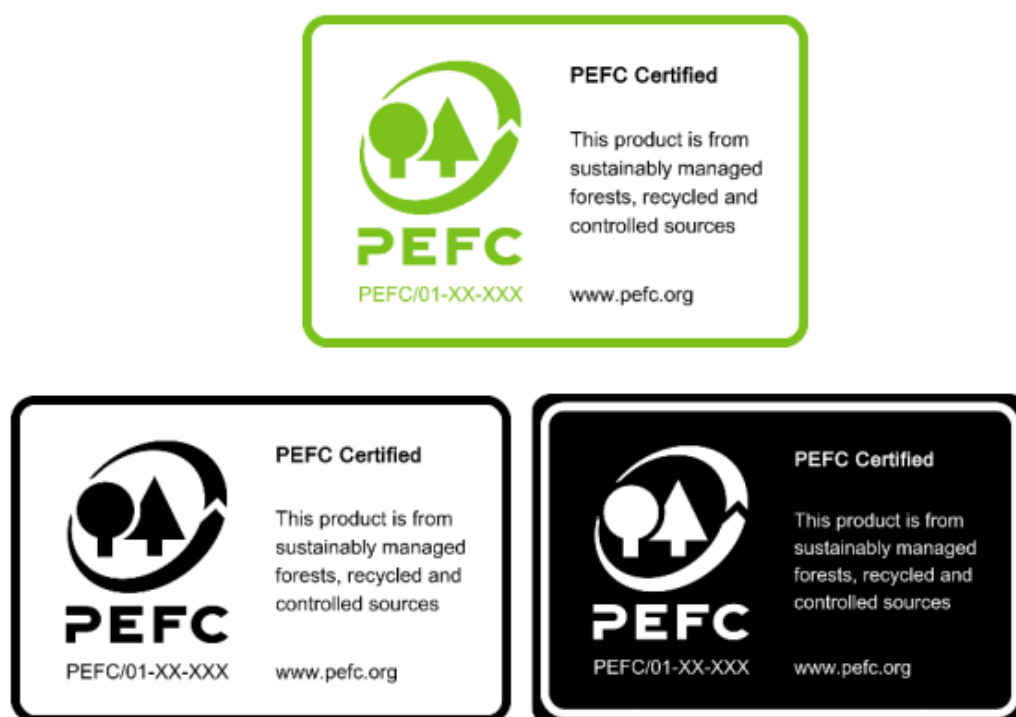 PEFC Certified
This product is from
sustainably managed
forests, recycled and
controlled sources
PEFC
PEFC/01-XX-XXX
www.pefc.org
PEFC Certified
This product is from
sustainably managed
forests, recycled and
controlled sources
PEFC
PEFC/01-XX-XXX
www.pefc.org
PEFC Certified
This product is from
sustainably managed
forests, recycled and
controlled sources
PEFC
PEFC/01-XX-XXX
www.pefc.org